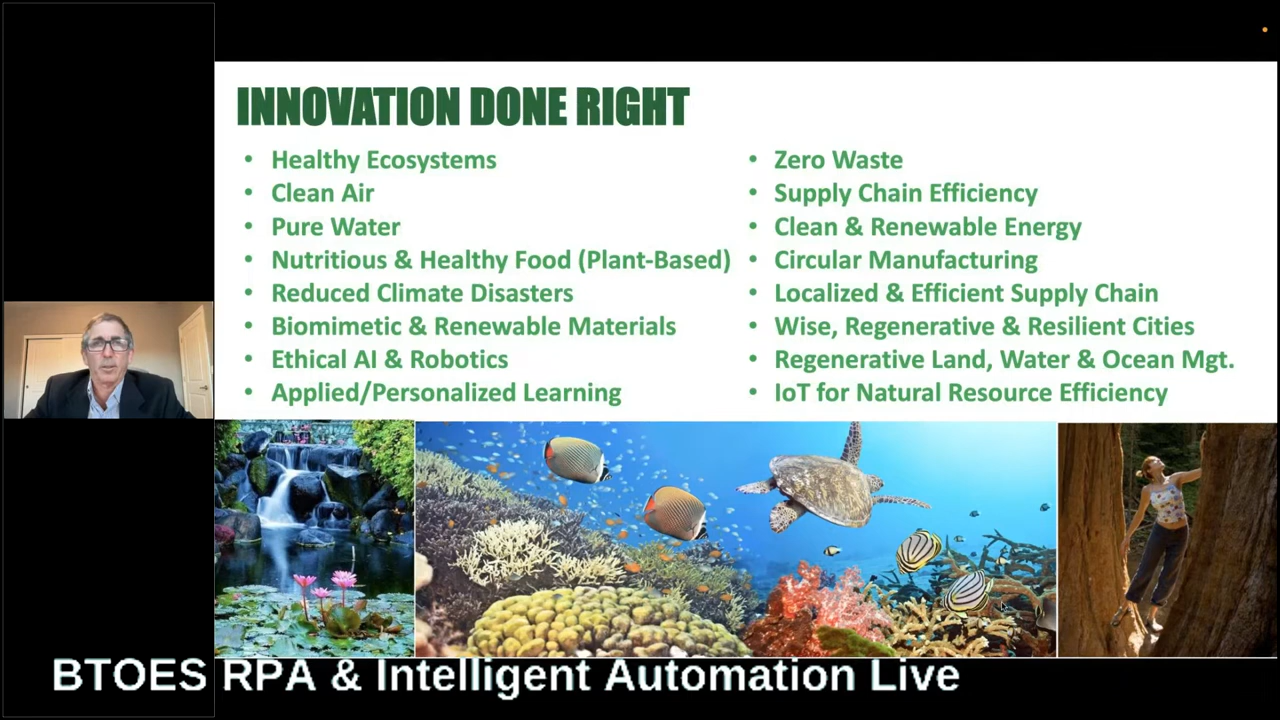 INNOVATION DONE RIGHT
• Healthy Ecosystems
• Clean Air
• Pure Water
• Nutritious & Healthy Food (Plant-Based)
• Reduced Climate Disasters
• Biomimetic & Renewable Materials
• Ethical AI & Robotics
• Applied/Personalized Learning
• Zero Waste
• Supply Chain Efficiency
• Clean & Renewable Energy
• Circular Manufacturing
• Localized & Efficient Supply Chain
• Wise, Regenerative & Resilient Cities
• Regenerative Land, Water & Ocean Mgt.
• IoT for Natural Resource Efficiency
BTOES RPA & Intelligent Automation Live